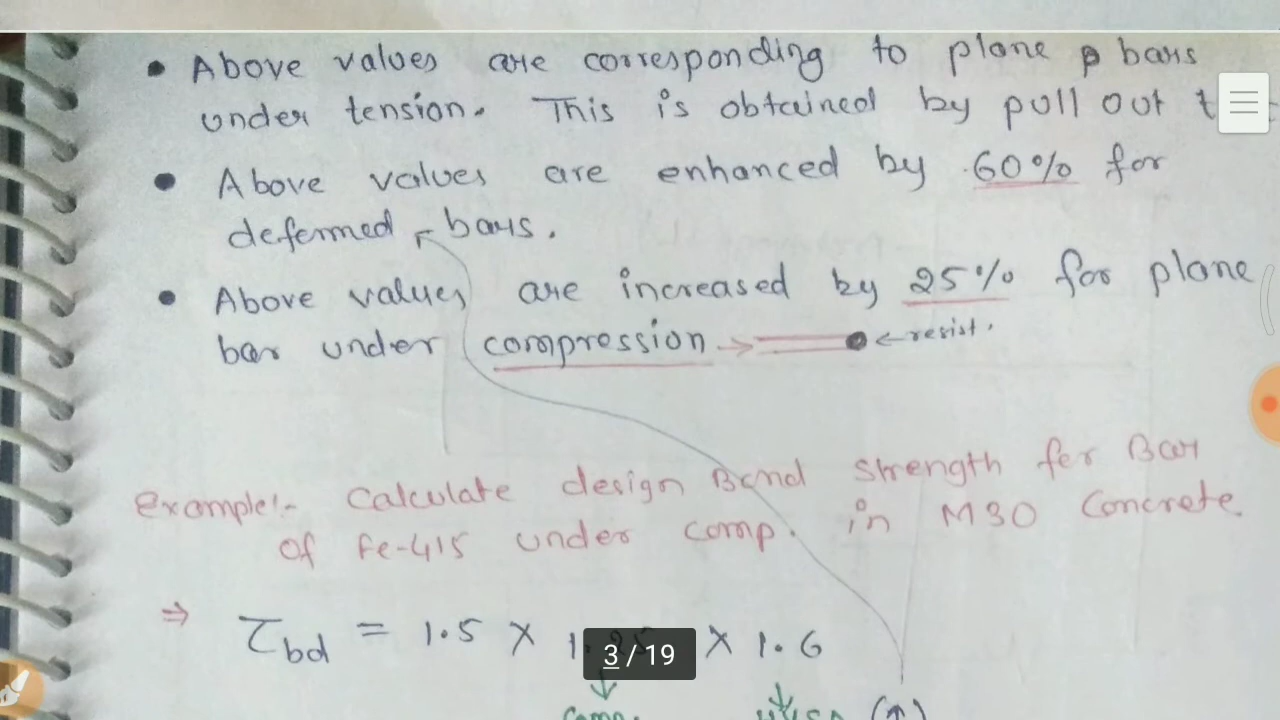 • Above values are corresponding to plane bars
under tension. This is obtained by pull out t
• Above values are enhanced by 60% for
deformed bars.
• Above values are increased by 25% for plane
bar under compression → ← resist.
Example:- Calculate design Bond strength for Bar
of Fe-415 under comp. in M30 Concrete
⇒ τbd = 1.5 × 1.25 × 1.6
3 / 19
Comp. (↑)